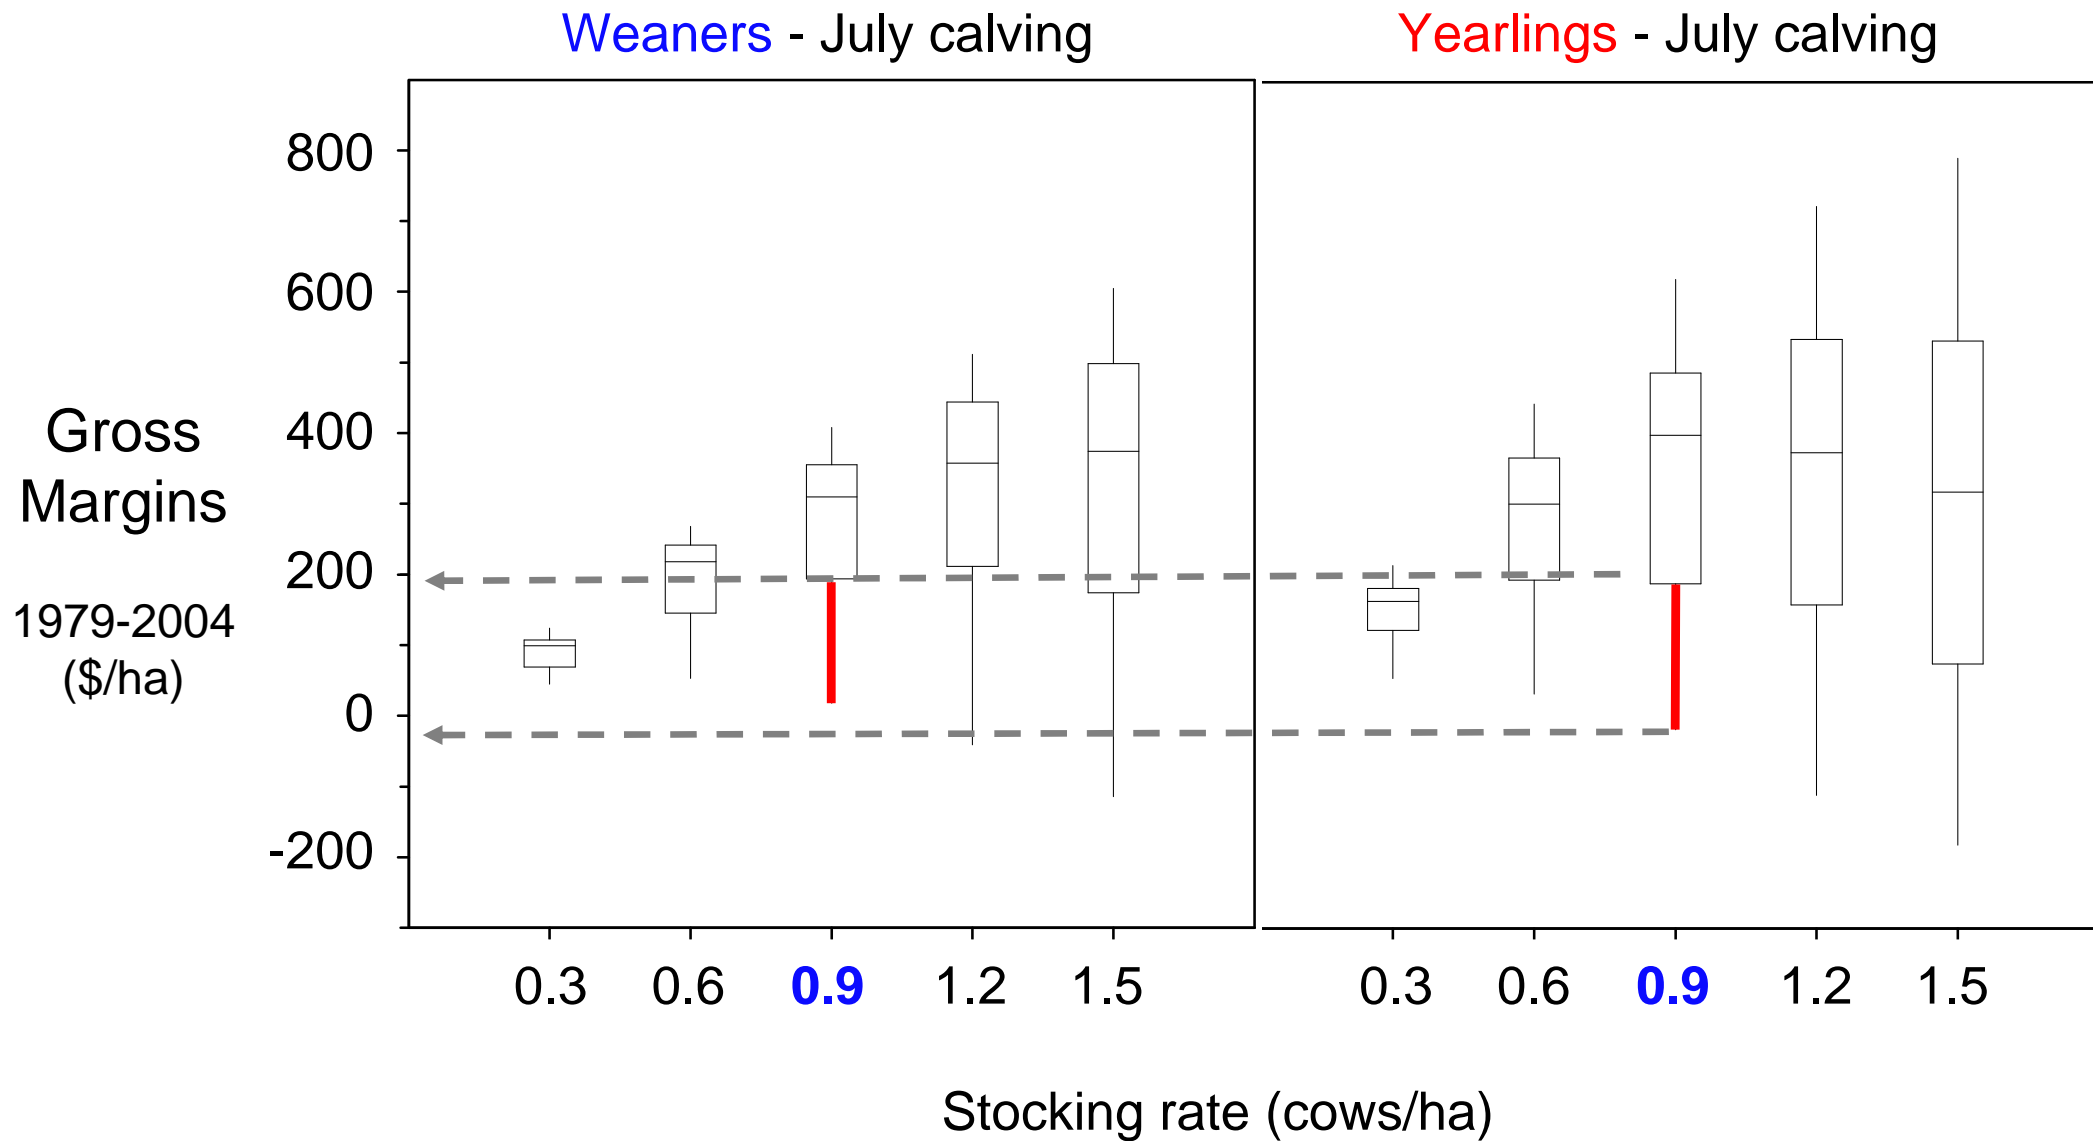 Weaners - July calving
Yearlings - July calving
800
600
400
200
0
-200
Gross
Margins
1979-2004
($/ha)
0.3 0.6 0.9 1.2 1.5
0.3 0.6 0.9 1.2 1.5
Stocking rate (cows/ha)